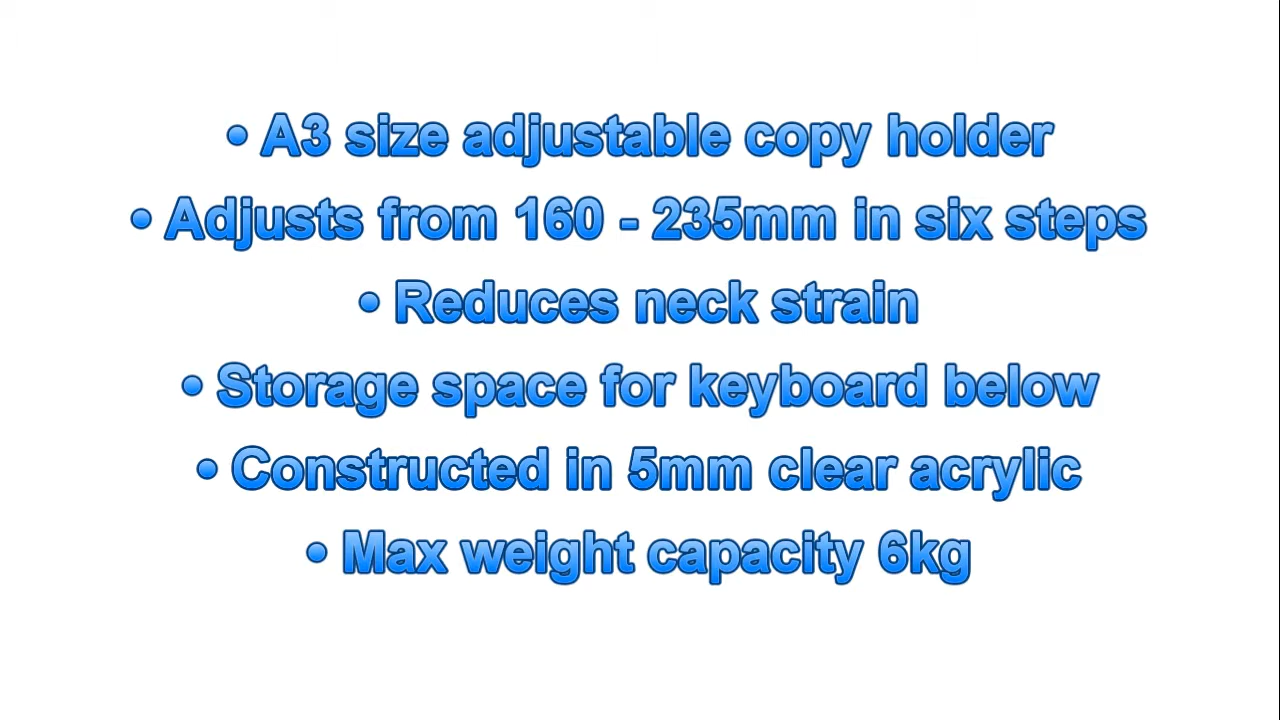 • A3 size adjustable copy holder
• Adjusts from 160 - 235mm in six steps
• Reduces neck strain
• Storage space for keyboard below
• Constructed in 5mm clear acrylic
• Max weight capacity 6kg